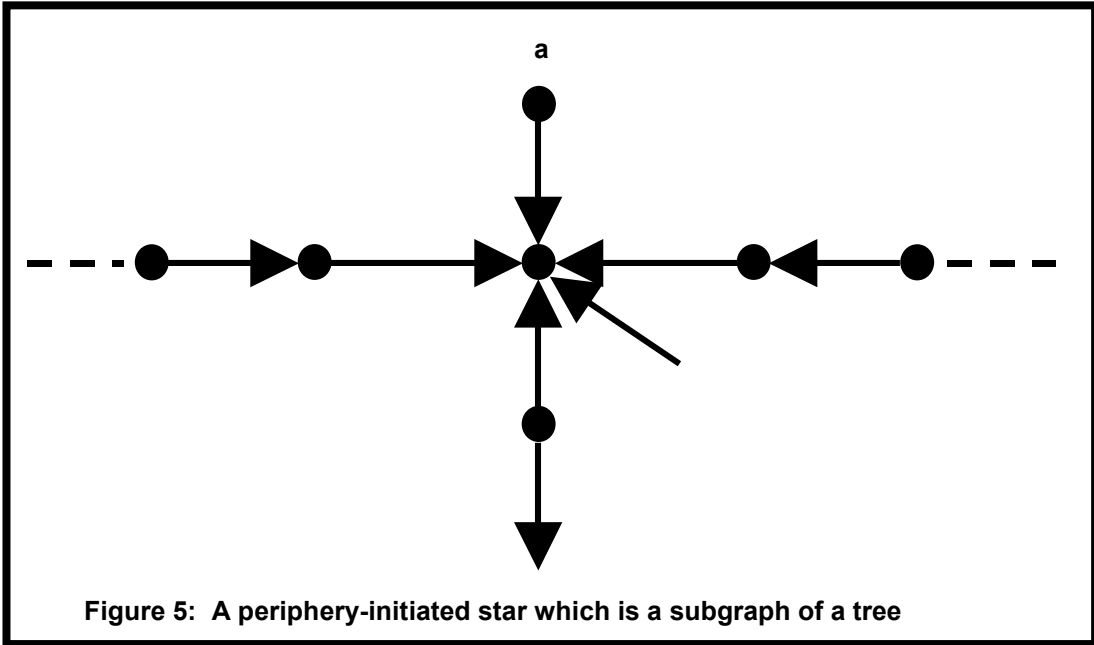 a
Figure 5: A periphery-initiated star which is a subgraph of a tree